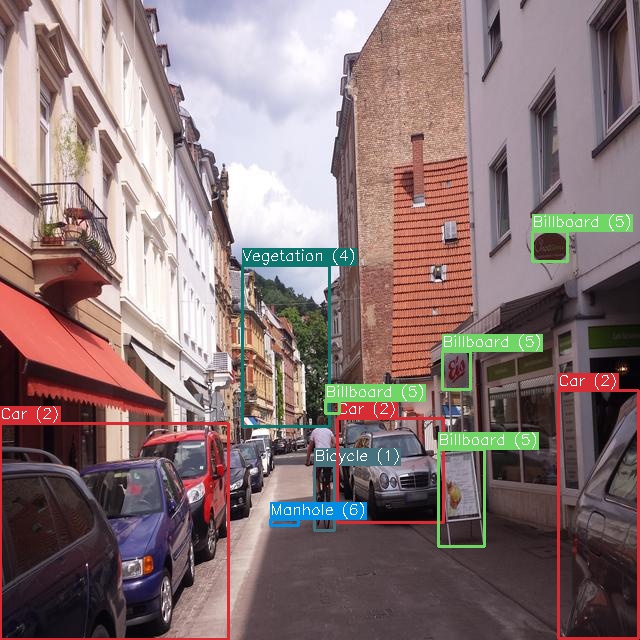 Billboard (5)
Vegetation (4)
Billboard (5)
Eis
Car (2)
Billboard (5)
Car (2)
Car (2)
Billboard (5)
Bicycle (1)
Manhole (6)